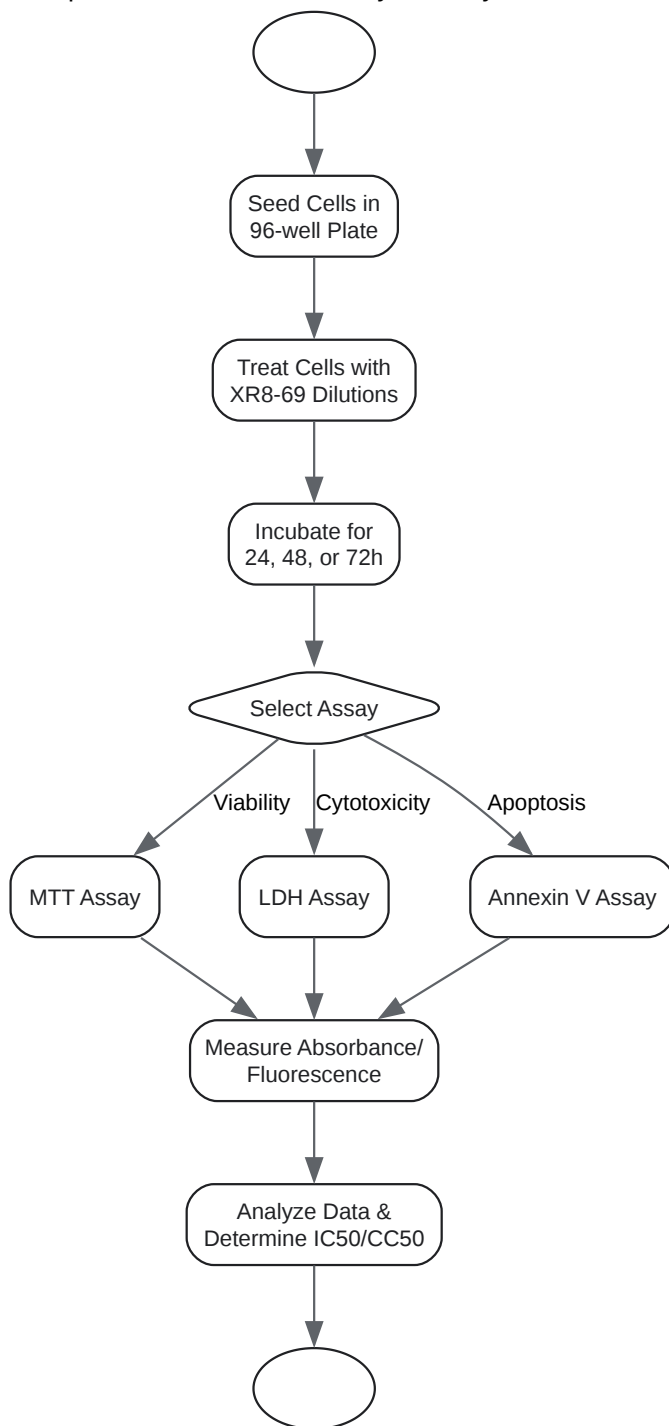 Seed Cells in
96-well Plate
Treat Cells with
XR8-69 Dilutions
Incubate for
24, 48, or 72h
Select Assay
Viability
Cytotoxicity
Apoptosis
MTT Assay
LDH Assay
Annexin V Assay
Measure Absorbance/
Fluorescence
Analyze Data &
Determine IC50/CC50